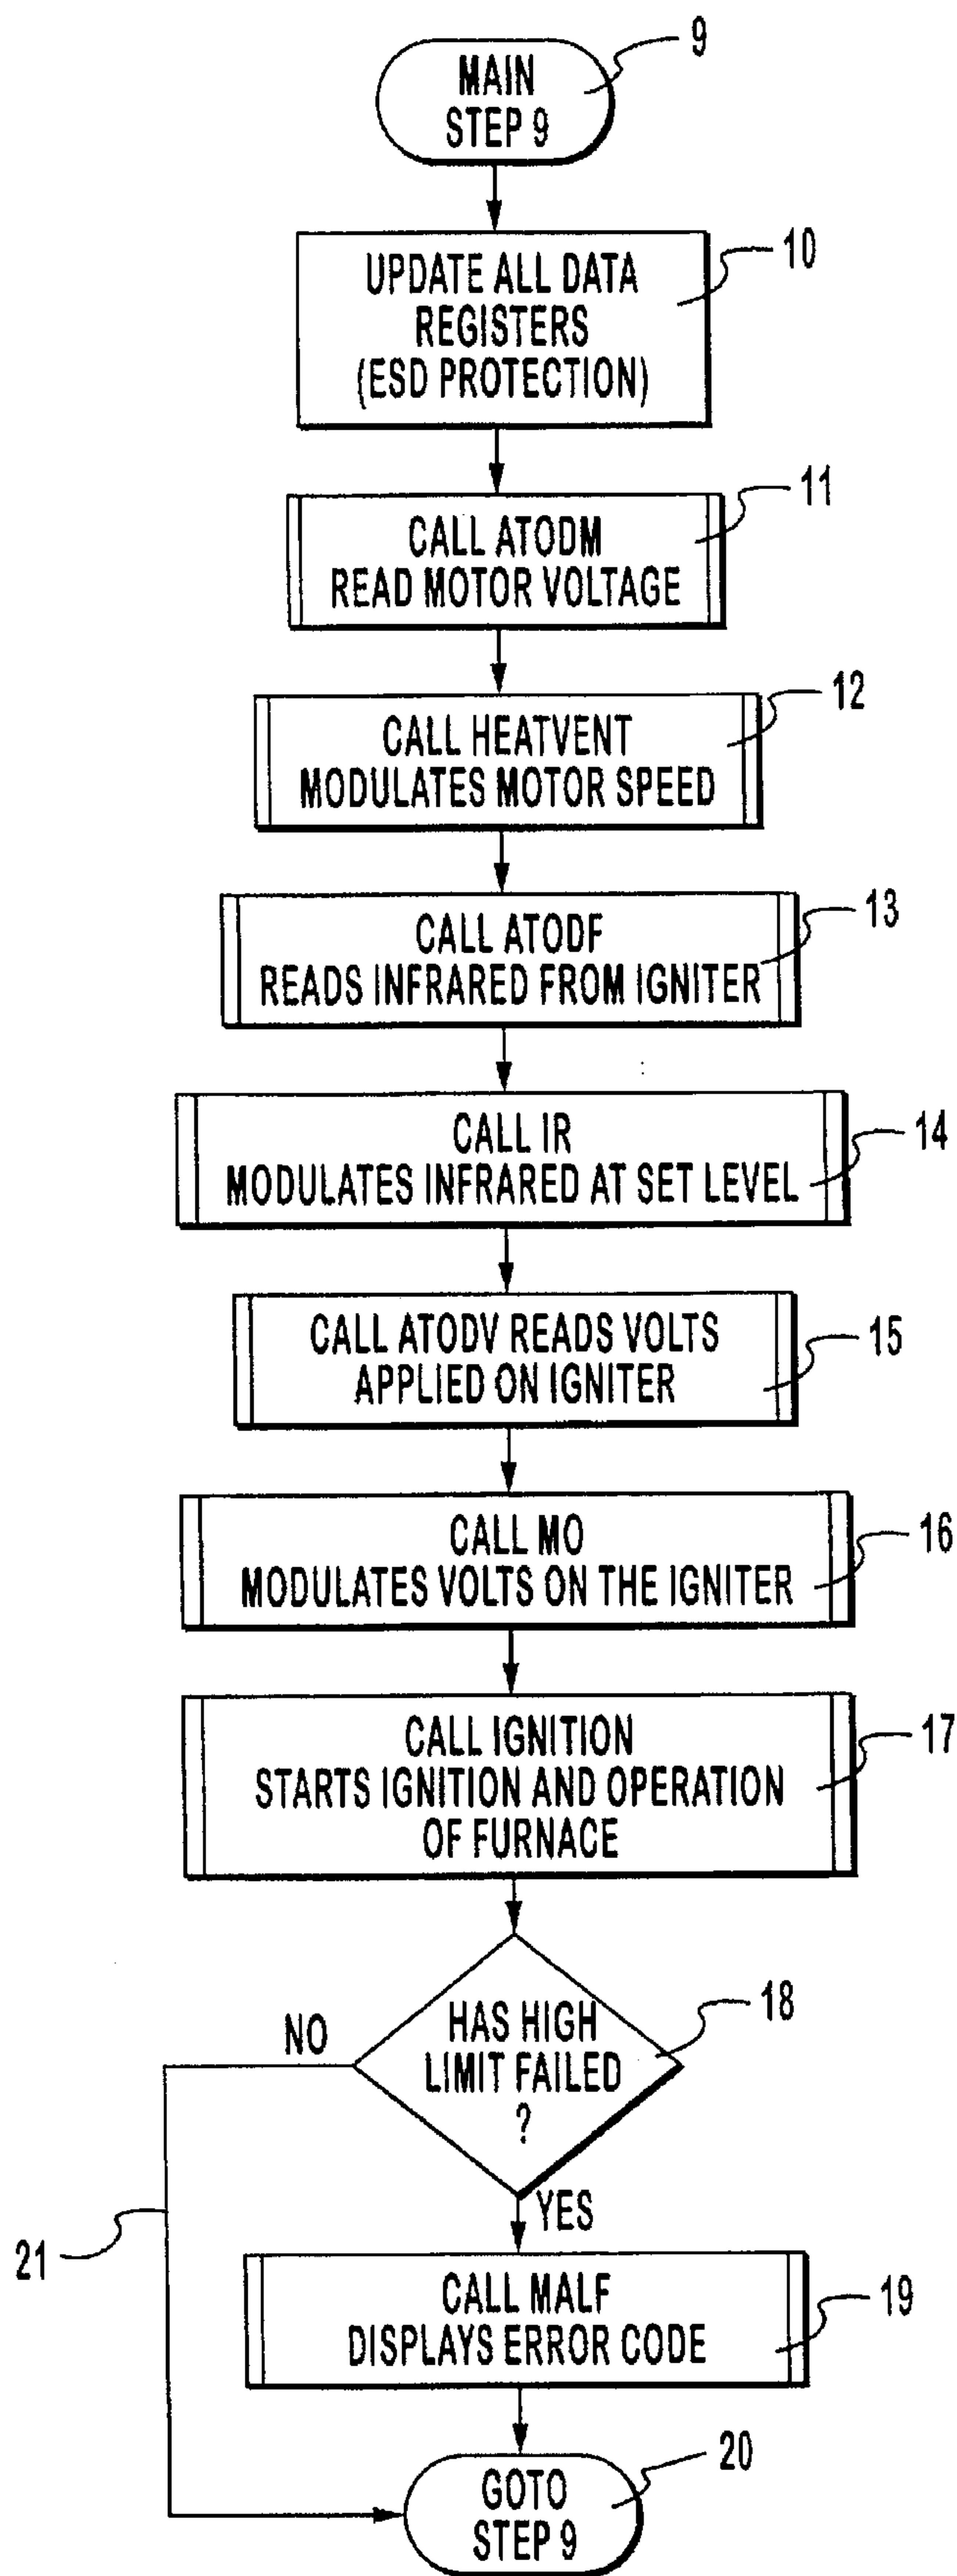 9
MAIN
STEP 9
10
UPDATE ALL DATA
REGISTERS
(ESD PROTECTION)
11
CALL ATODM
READ MOTOR VOLTAGE
12
CALL HEATVENT
MODULATES MOTOR SPEED
13
CALL ATODF
READS INFRARED FROM IGNITER
14
CALL IR
MODULATES INFRARED AT SET LEVEL
15
CALL ATODV READS VOLTS
APPLIED ON IGNITER
16
CALL MO
MODULATES VOLTS ON THE IGNITER
17
CALL IGNITION
STARTS IGNITION AND OPERATION
OF FURNACE
18
HAS HIGH
LIMIT FAILED
?
NO
YES
21
19
CALL MALF
DISPLAYS ERROR CODE
20
GOTO
STEP 9